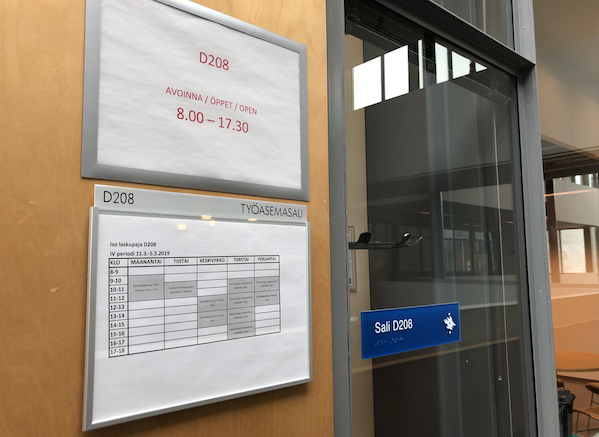 D208
AVOINNA / ÖPPET / OPEN
8.00 – 17.30
D208 TYÖASEMASALI
Iso laskupaja D208
IV periodi 11.3.-5.5.2019
KLO MAANANTAI TIISTAI KESKIVIIKKO TORSTAI PERJANTAI
8-9
9-10
10-11
11-12
12-13
13-14
14-15
15-16
16-17
17-18
Sali D208